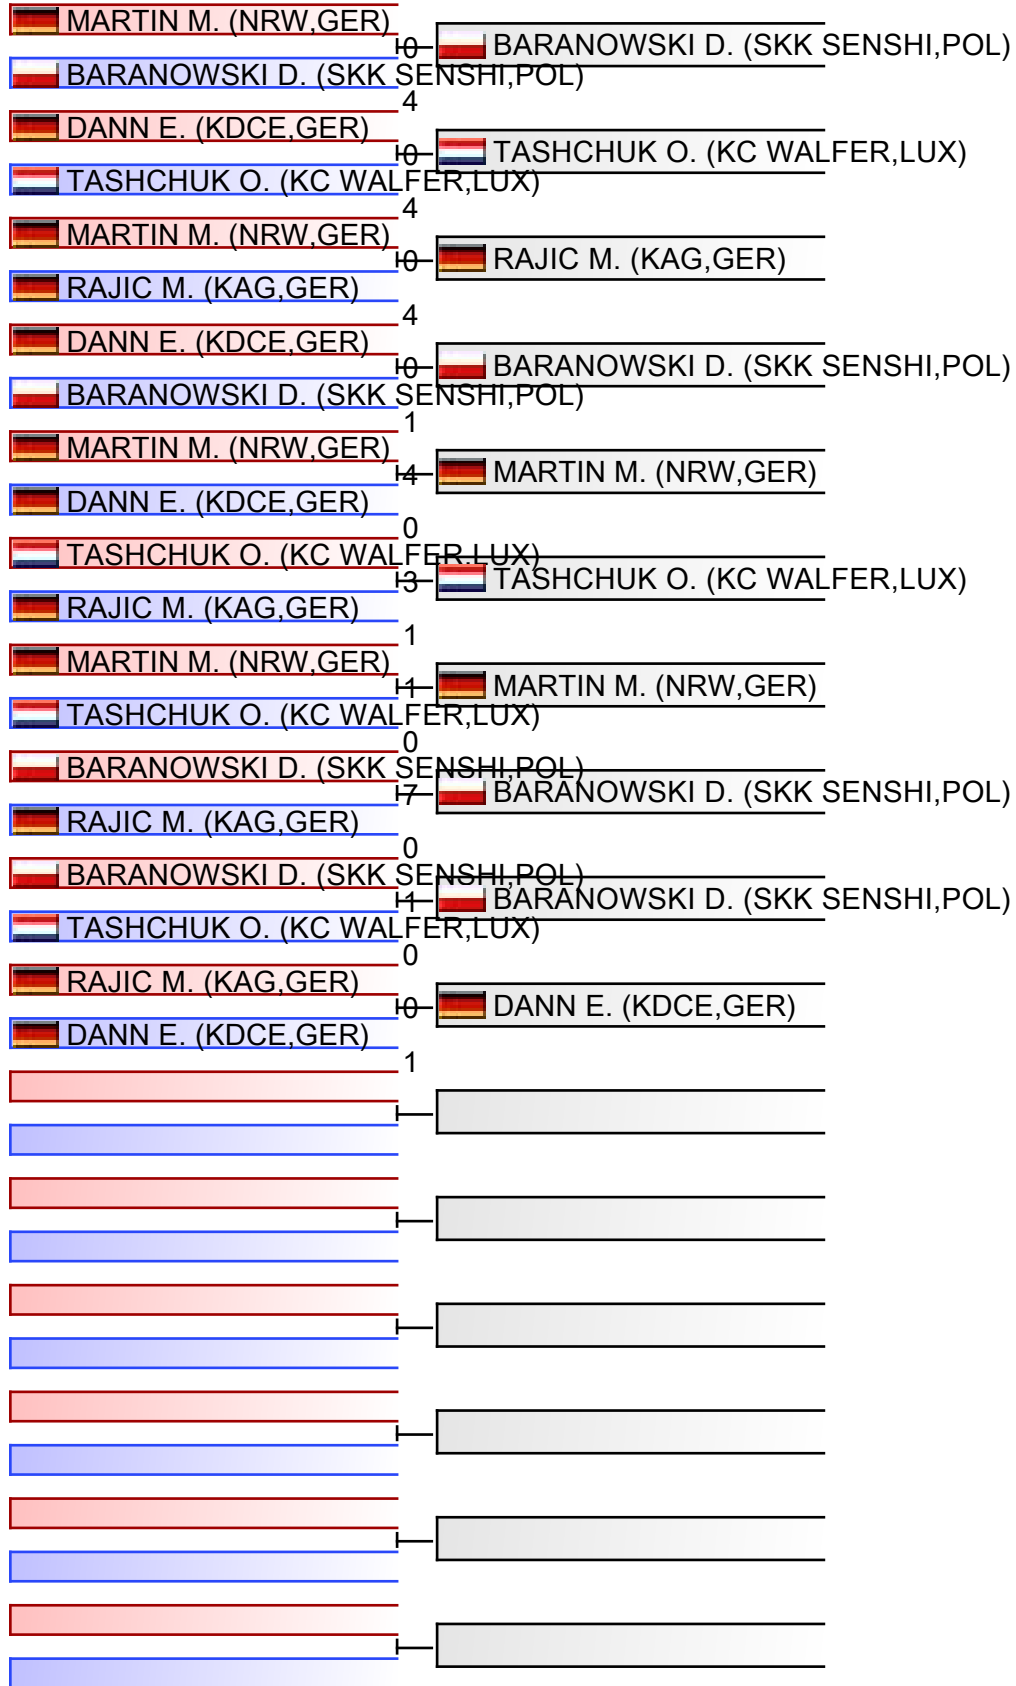 MARTIN M. (NRW,GER)
0
BARANOWSKI D. (SKK SENSHI,POL)
BARANOWSKI D. (SKK SENSHI,POL)
4
DANN E. (KDCE,GER)
0
TASHCHUK O. (KC WALFER,LUX)
TASHCHUK O. (KC WALFER,LUX)
4
MARTIN M. (NRW,GER)
0
RAJIC M. (KAG,GER)
RAJIC M. (KAG,GER)
4
DANN E. (KDCE,GER)
0
BARANOWSKI D. (SKK SENSHI,POL)
BARANOWSKI D. (SKK SENSHI,POL)
1
MARTIN M. (NRW,GER)
4
MARTIN M. (NRW,GER)
DANN E. (KDCE,GER)
0
TASHCHUK O. (KC WALFER,LUX)
3
TASHCHUK O. (KC WALFER,LUX)
RAJIC M. (KAG,GER)
1
MARTIN M. (NRW,GER)
1
MARTIN M. (NRW,GER)
TASHCHUK O. (KC WALFER,LUX)
0
BARANOWSKI D. (SKK SENSHI,POL)
7
BARANOWSKI D. (SKK SENSHI,POL)
RAJIC M. (KAG,GER)
0
BARANOWSKI D. (SKK SENSHI,POL)
1
BARANOWSKI D. (SKK SENSHI,POL)
TASHCHUK O. (KC WALFER,LUX)
0
RAJIC M. (KAG,GER)
0
DANN E. (KDCE,GER)
DANN E. (KDCE,GER)
1